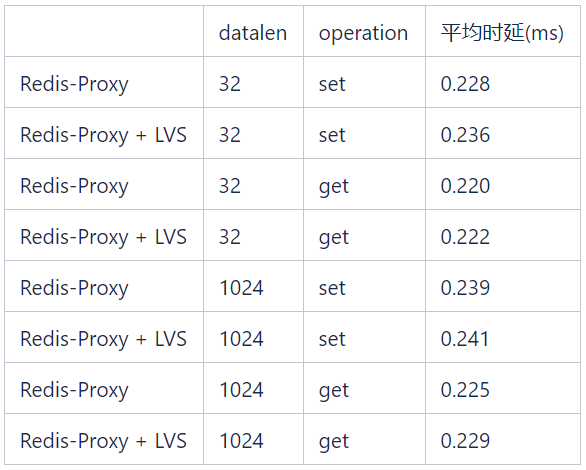 datalen operation 平均时延(ms)
Redis-Proxy 32 set 0.228
Redis-Proxy + LVS 32 set 0.236
Redis-Proxy 32 get 0.220
Redis-Proxy + LVS 32 get 0.222
Redis-Proxy 1024 set 0.239
Redis-Proxy + LVS 1024 set 0.241
Redis-Proxy 1024 get 0.225
Redis-Proxy + LVS 1024 get 0.229